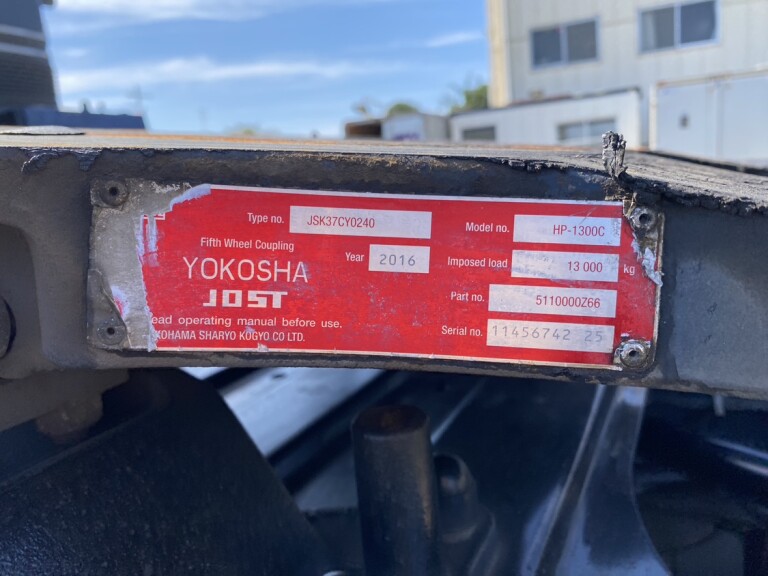 Type no. JSK37CY0240
Fifth Wheel Coupling
Year 2016
YOKOSHA
JOST
ead operating manual before use.
KOHAMA SHARYO KOGYO CO LTD.
Model no. HP-1300C
Imposed load 13 000 kg
Part no. 5110000Z66
Serial no. 11456742 25